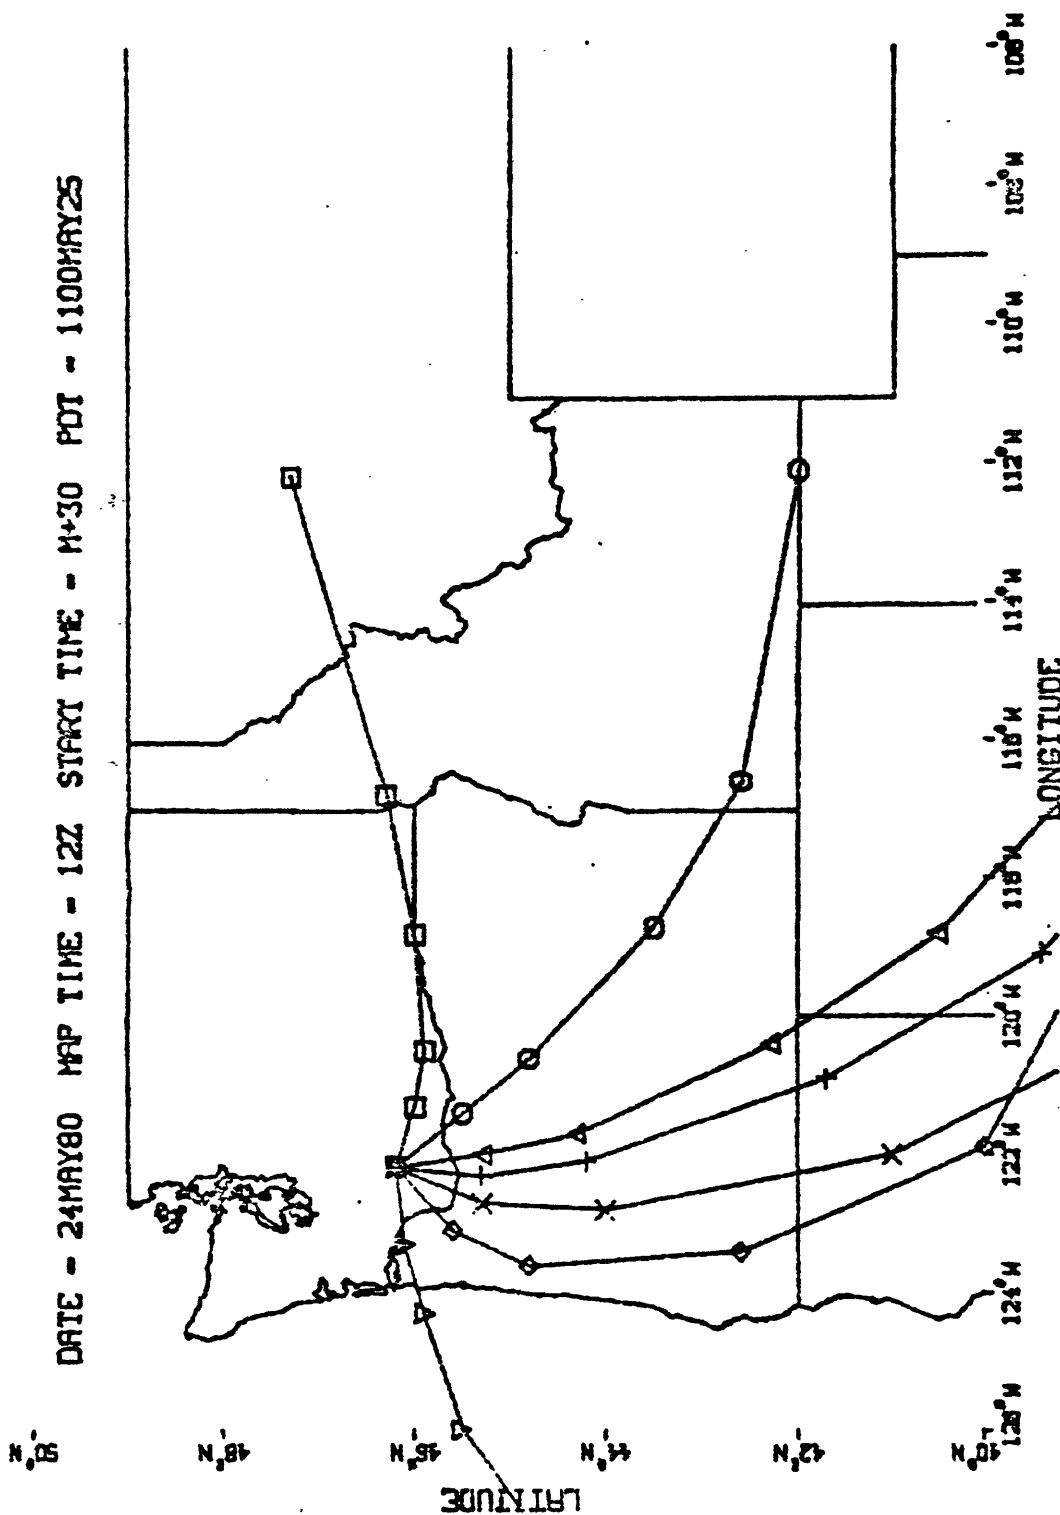 DATE = 24MAY80 MAP TIME = 12Z START TIME = M+30 PDT = 1100MAY25
50°N
48°N
46°N
44°N
42°N
40°N
LATITUDE
126°W
124°W
122°W
120°W
118°W
116°W
114°W
112°W
110°W
108°W
LONGITUDE